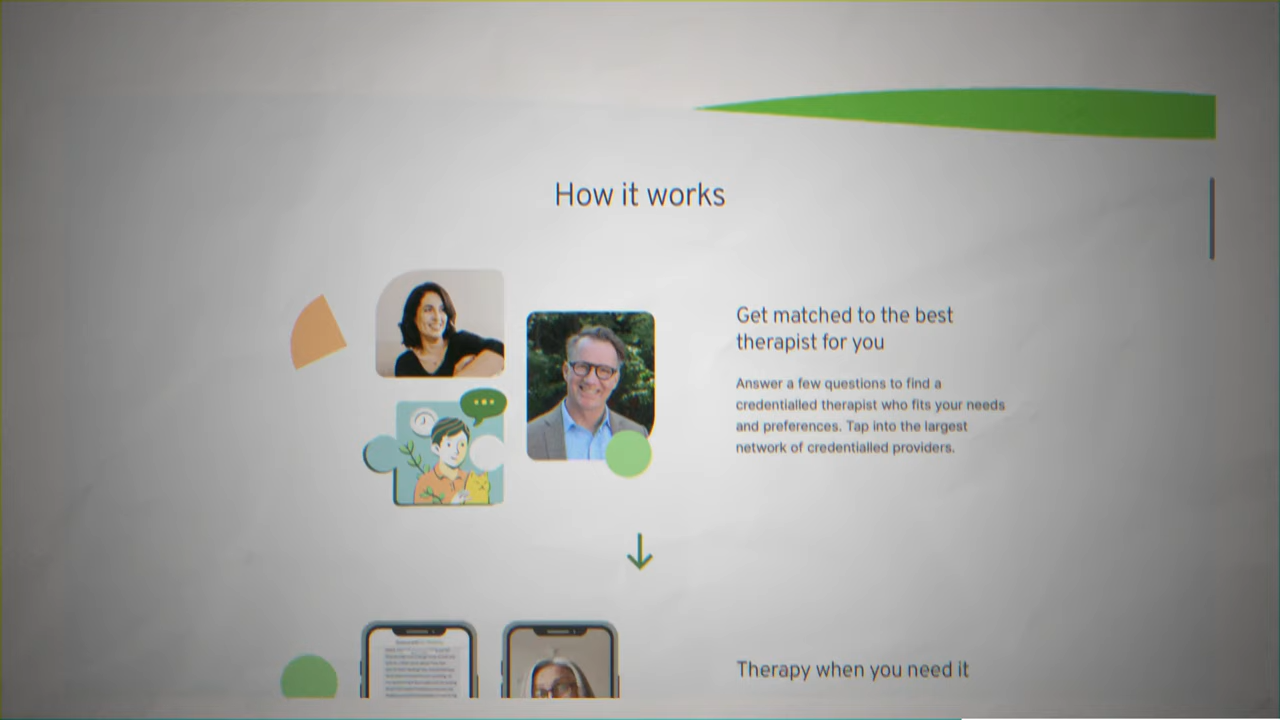 How it works
Get matched to the best
therapist for you
Answer a few questions to find a
credentialled therapist who fits your needs
and preferences. Tap into the largest
network of credentialled providers.
Therapy when you need it